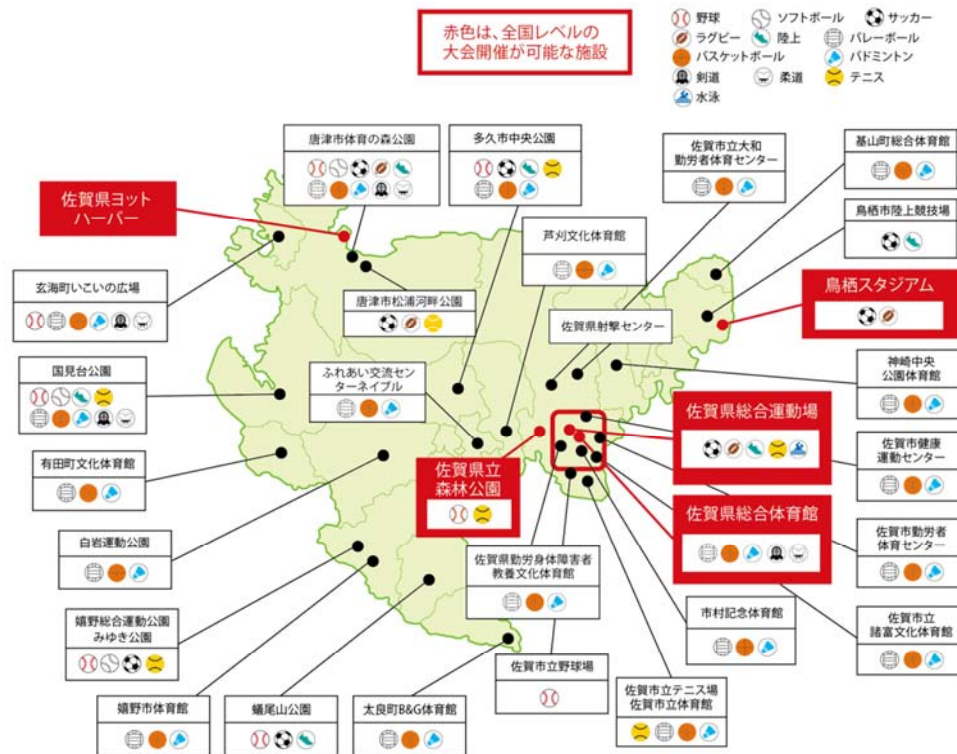 赤色は、全国レベルの
大会開催が可能な施設
野球
ソフトボール
サッカー
ラグビー
陸上
バレーボール
バスケットボール
バドミントン
剣道
柔道
テニス
水泳
唐津市体育の森公園
多久市中央公園
佐賀市立大和
勤労者体育センター
基山町総合体育館
佐賀県ヨット
ハーバー
芦刈文化体育館
鳥栖市陸上競技場
玄海町いこいの広場
唐津市松浦河畔公園
佐賀県射撃センター
鳥栖スタジアム
国見台公園
ふれあい交流セン
ターネイブル
神崎中央
公園体育館
佐賀県総合運動場
有田町文化体育館
佐賀県立
森林公園
佐賀市健康
運動センター
佐賀県総合体育館
白岩運動公園
佐賀県勤労身体障害者
教養文化体育館
佐賀市勤労者
体育センター
嬉野総合運動公園
みゆき公園
市村記念体育館
佐賀市立
諸富文化体育館
佐賀市立野球場
佐賀市立テニス場
佐賀市立体育館
嬉野市体育館
蟻尾山公園
太良町B&G体育館